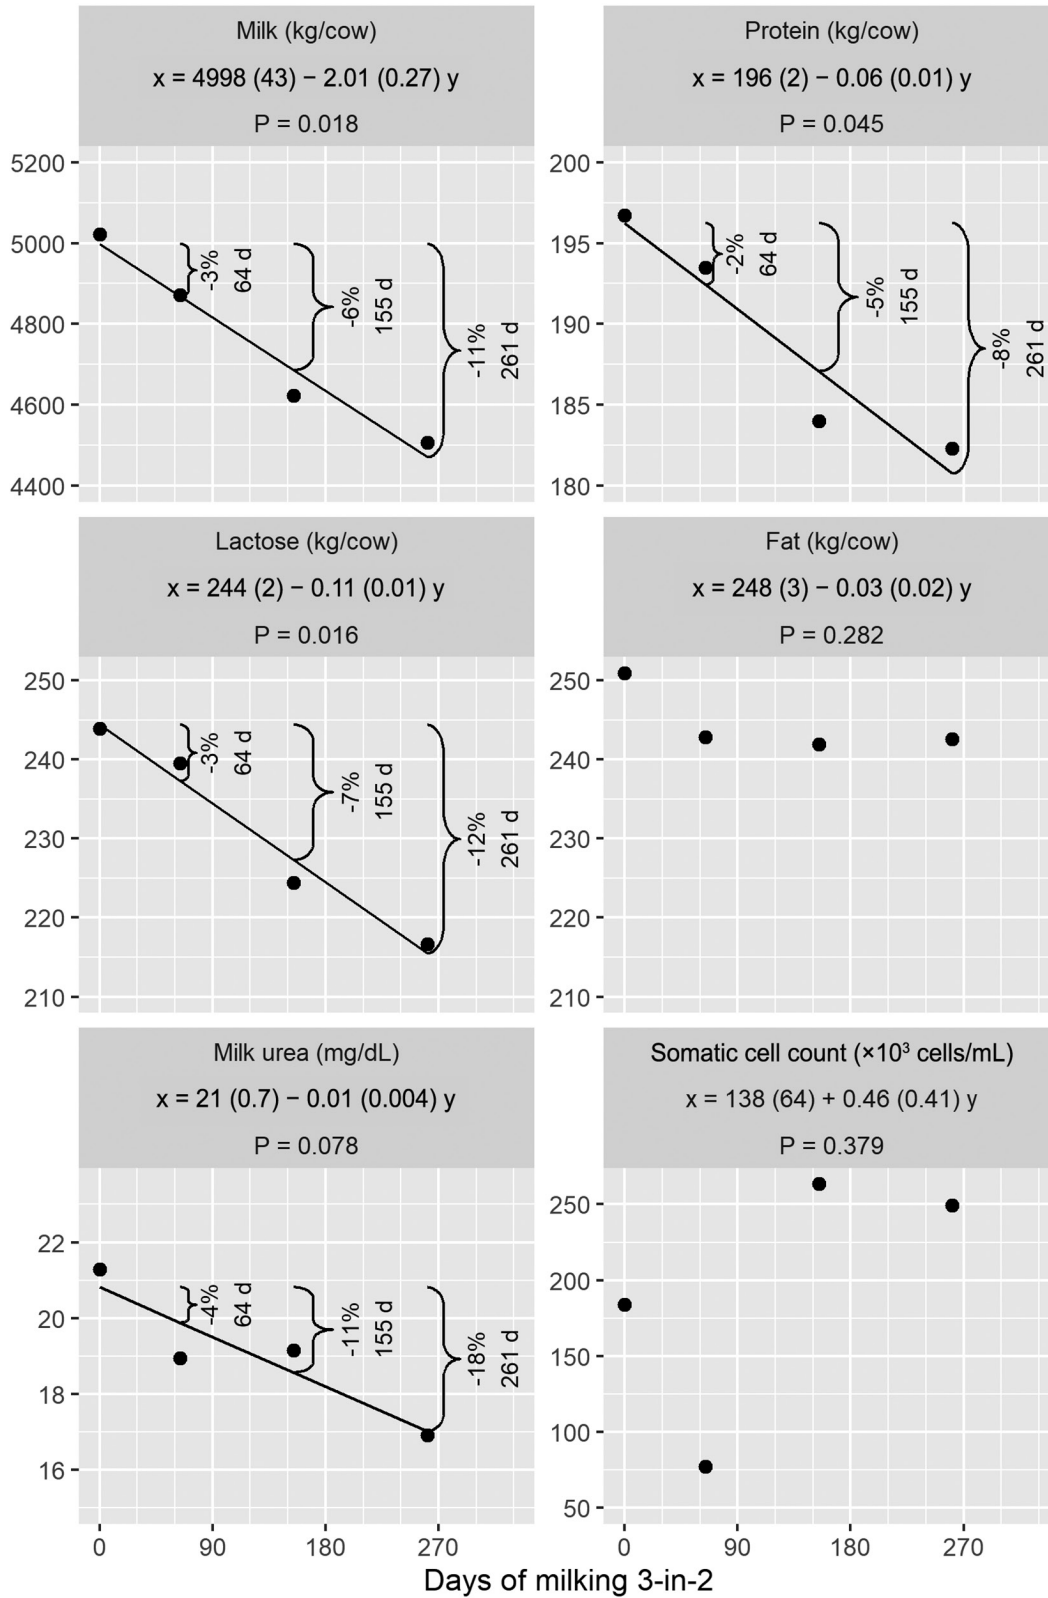 Milk (kg/cow)
x = 4998 (43) − 2.01 (0.27) y
P = 0.018
5200
5000
4800
4600
4400
-3%
64 d
-6%
155 d
-11%
261 d
Protein (kg/cow)
x = 196 (2) − 0.06 (0.01) y
P = 0.045
200
195
190
185
180
-2%
64 d
-5%
155 d
-8%
261 d
Lactose (kg/cow)
x = 244 (2) − 0.11 (0.01) y
P = 0.016
250
240
230
220
210
-3%
64 d
-7%
155 d
-12%
261 d
Fat (kg/cow)
x = 248 (3) − 0.03 (0.02) y
P = 0.282
250
240
230
220
210
Milk urea (mg/dL)
x = 21 (0.7) − 0.01 (0.004) y
P = 0.078
22
20
18
16
-4%
64 d
-11%
155 d
-18%
261 d
0 90 180 270
Somatic cell count (×10³ cells/mL)
x = 138 (64) + 0.46 (0.41) y
P = 0.379
250
200
150
100
50
0 90 180 270
Days of milking 3-in-2